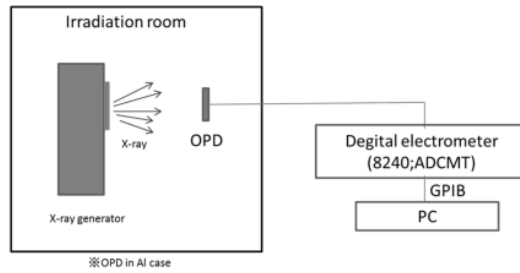 Irradiation room
X-ray
OPD
X-ray generator
Degital electrometer
(8240;ADCMT)
GPIB
PC
※OPD in Al case